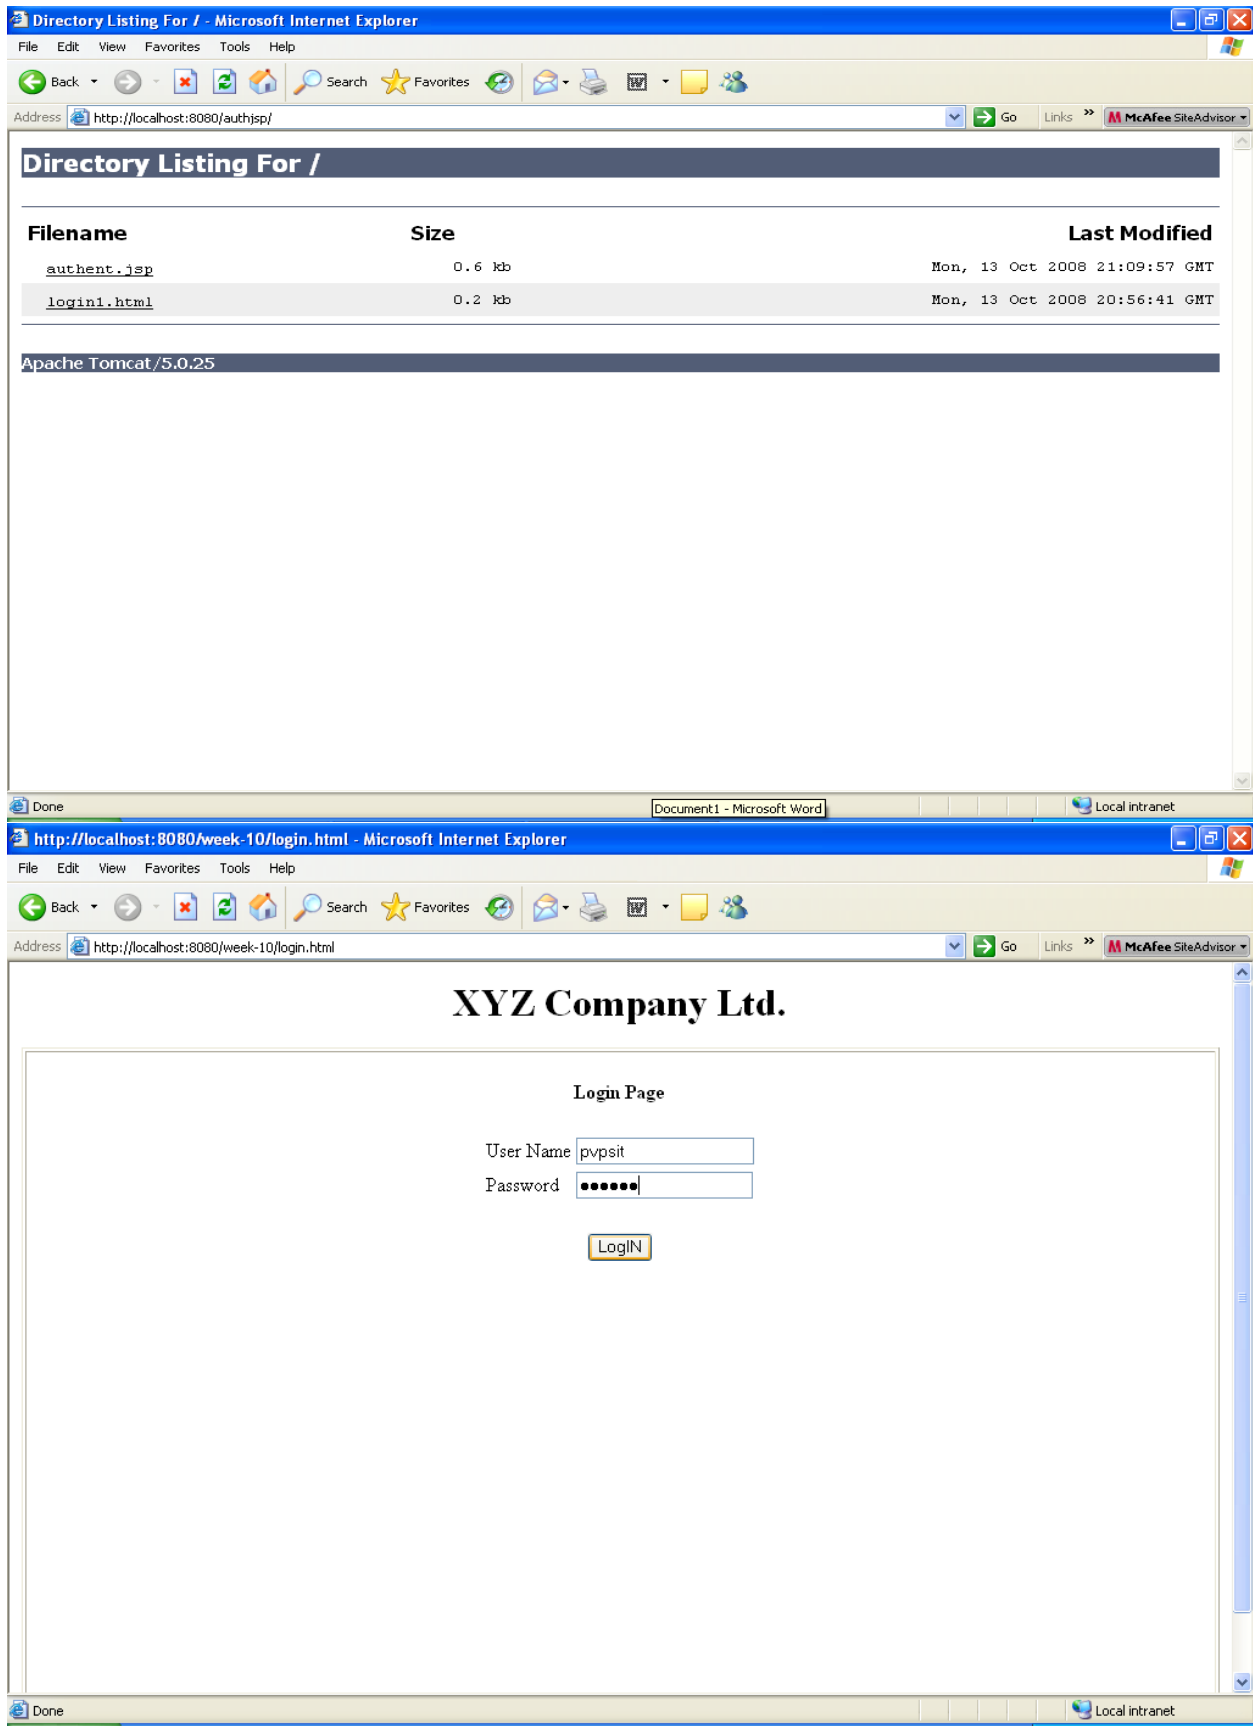 Directory Listing For / - Microsoft Internet Explorer
File Edit View Favorites Tools Help
Back Search Favorites
Address http://localhost:8080/authjsp/ Go Links » McAfee SiteAdvisor
Directory Listing For /
Filename Size Last Modified
authent.jsp 0.6 kb Mon, 13 Oct 2008 21:09:57 GMT
login1.html 0.2 kb Mon, 13 Oct 2008 20:56:41 GMT
Apache Tomcat/5.0.25
Done Document1 - Microsoft Word Local intranet
http://localhost:8080/week-10/login.html - Microsoft Internet Explorer
File Edit View Favorites Tools Help
Back Search Favorites
Address http://localhost:8080/week-10/login.html Go Links » McAfee SiteAdvisor
XYZ Company Ltd.
Login Page
User Name pvpsit
Password ••••••
LogIN
Done Local intranet